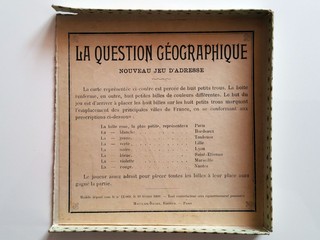 LA QUESTION GÉOGRAPHIQUE
NOUVEAU JEU D'ADRESSE
La carte représentée ci-contre est percée de huit petits trous. La boîte
renferme, en outre, huit petites billes de couleurs différentes. Le but du
jeu est d'arriver à placer les huit billes sur les huit petits trous marquant
l'emplacement des principales villes de France, en se conformant aux
prescriptions ci-dessous :
La bille rose, la plus petite, représentera Paris
La — blanche — Bordeaux
La — — Toulouse
La — verte — Lille
La — — Lyon
La — — Saint-Étienne
La — violette — Marseille
La — rouge — Nantes
Le joueur assez adroit pour placer toutes les billes à leur place aura
gagné la partie.